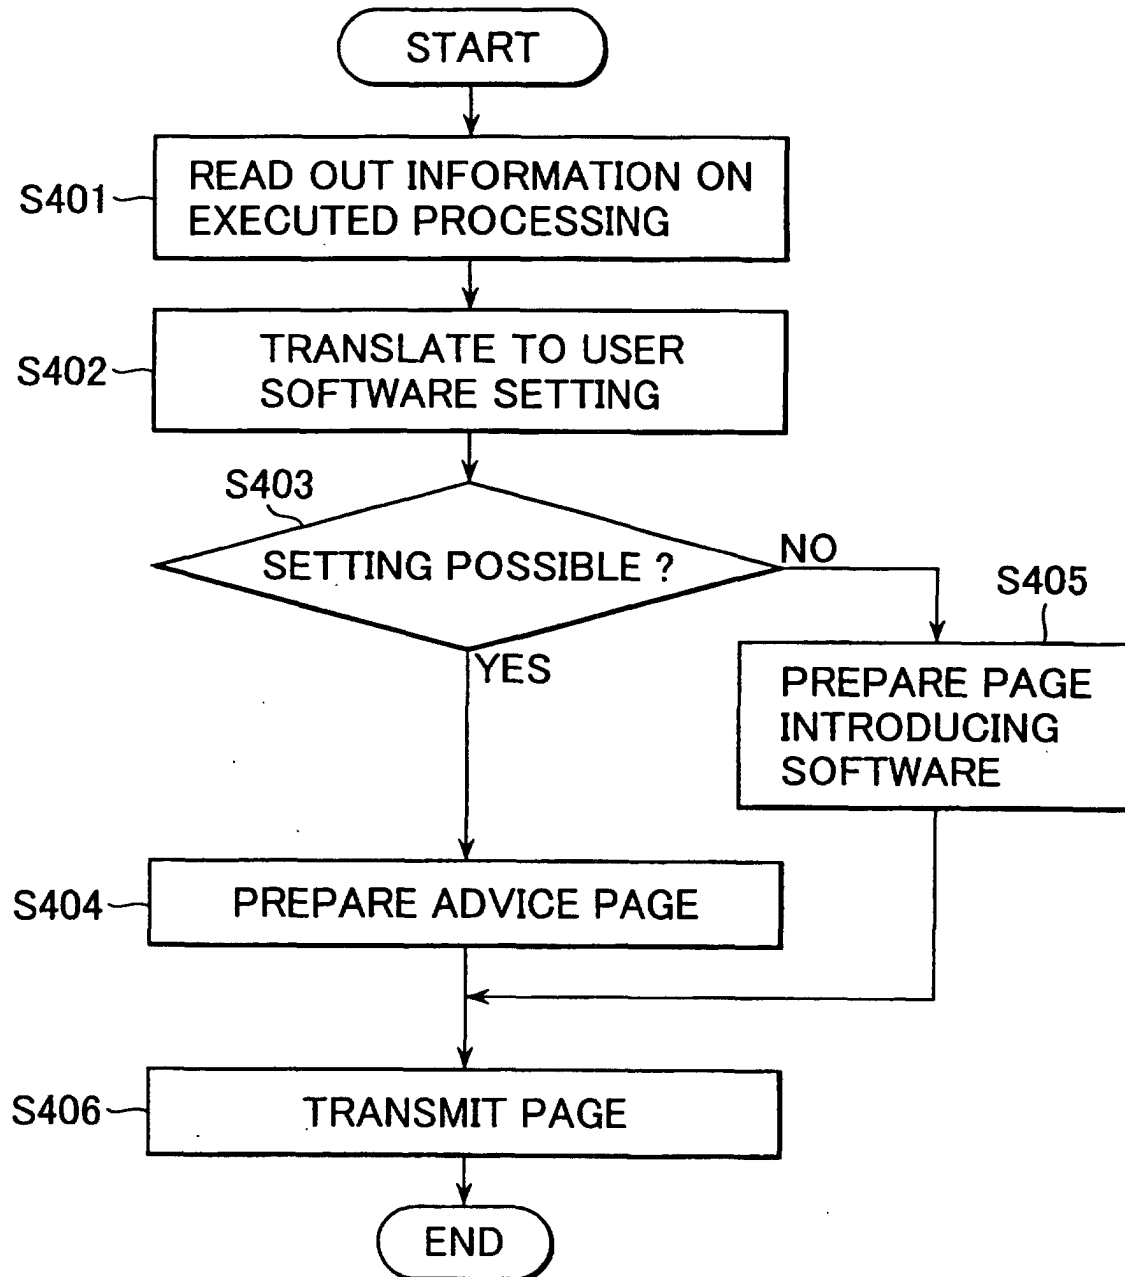 START
S401
READ OUT INFORMATION ON
EXECUTED PROCESSING
S402
TRANSLATE TO USER
SOFTWARE SETTING
S403
SETTING POSSIBLE ?
NO
YES
S405
PREPARE PAGE
INTRODUCING
SOFTWARE
S404
PREPARE ADVICE PAGE
S406
TRANSMIT PAGE
END